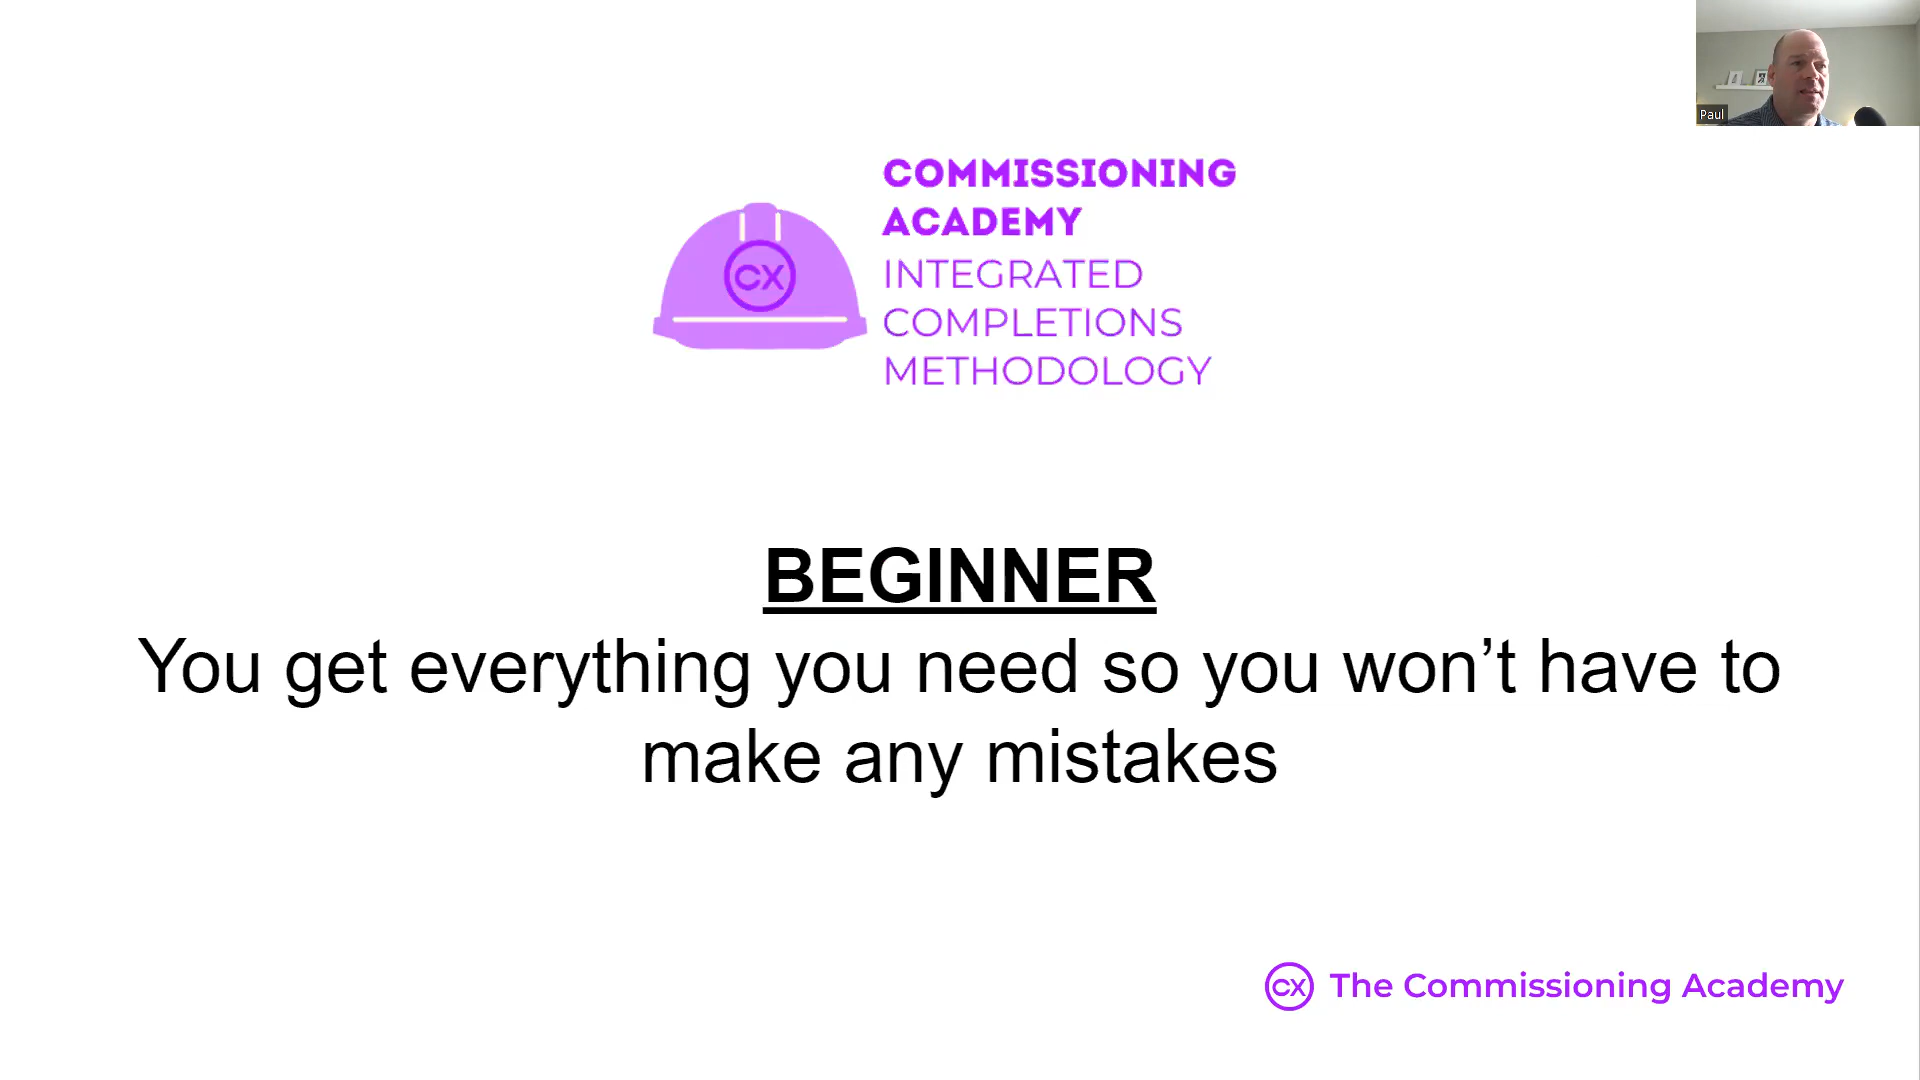 Paul
COMMISSIONING
ACADEMY
INTEGRATED
COMPLETIONS
METHODOLOGY
CX
BEGINNER
You get everything you need so you won’t have to
make any mistakes
CX The Commissioning Academy